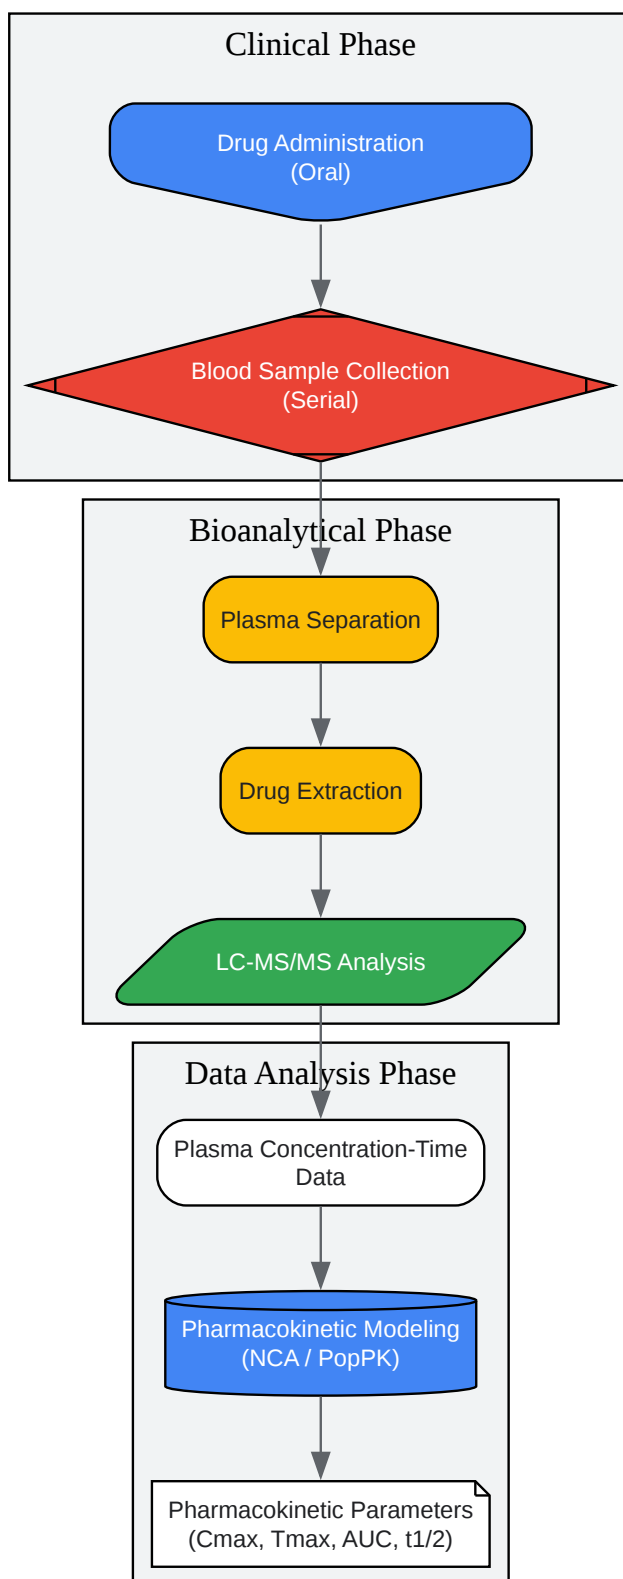 Clinical Phase
Drug Administration
(Oral)
Blood Sample Collection
(Serial)
Bioanalytical Phase
Plasma Separation
Drug Extraction
LC-MS/MS Analysis
Data Analysis Phase
Plasma Concentration-Time
Data
Pharmacokinetic Modeling
(NCA / PopPK)
Pharmacokinetic Parameters
(Cmax, Tmax, AUC, t1/2)